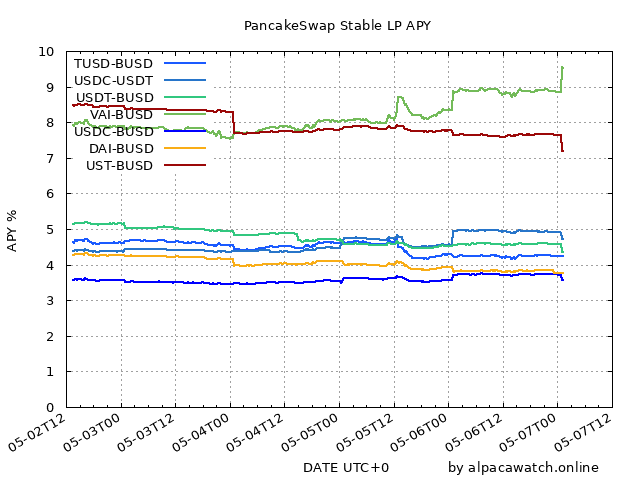 PancakeSwap Stable LP APY
10
9
8
7
6
5
4
3
2
1
0
APY %
TUSD-BUSD
USDC-USDT
USDT-BUSD
VAI-BUSD
USDC-BUSD
DAI-BUSD
UST-BUSD
05-02T12
05-03T00
05-03T12
05-04T00
05-04T12
05-05T00
05-05T12
05-06T00
05-06T12
05-07T00
05-07T12
DATE UTC+0
by alpacawatch.online